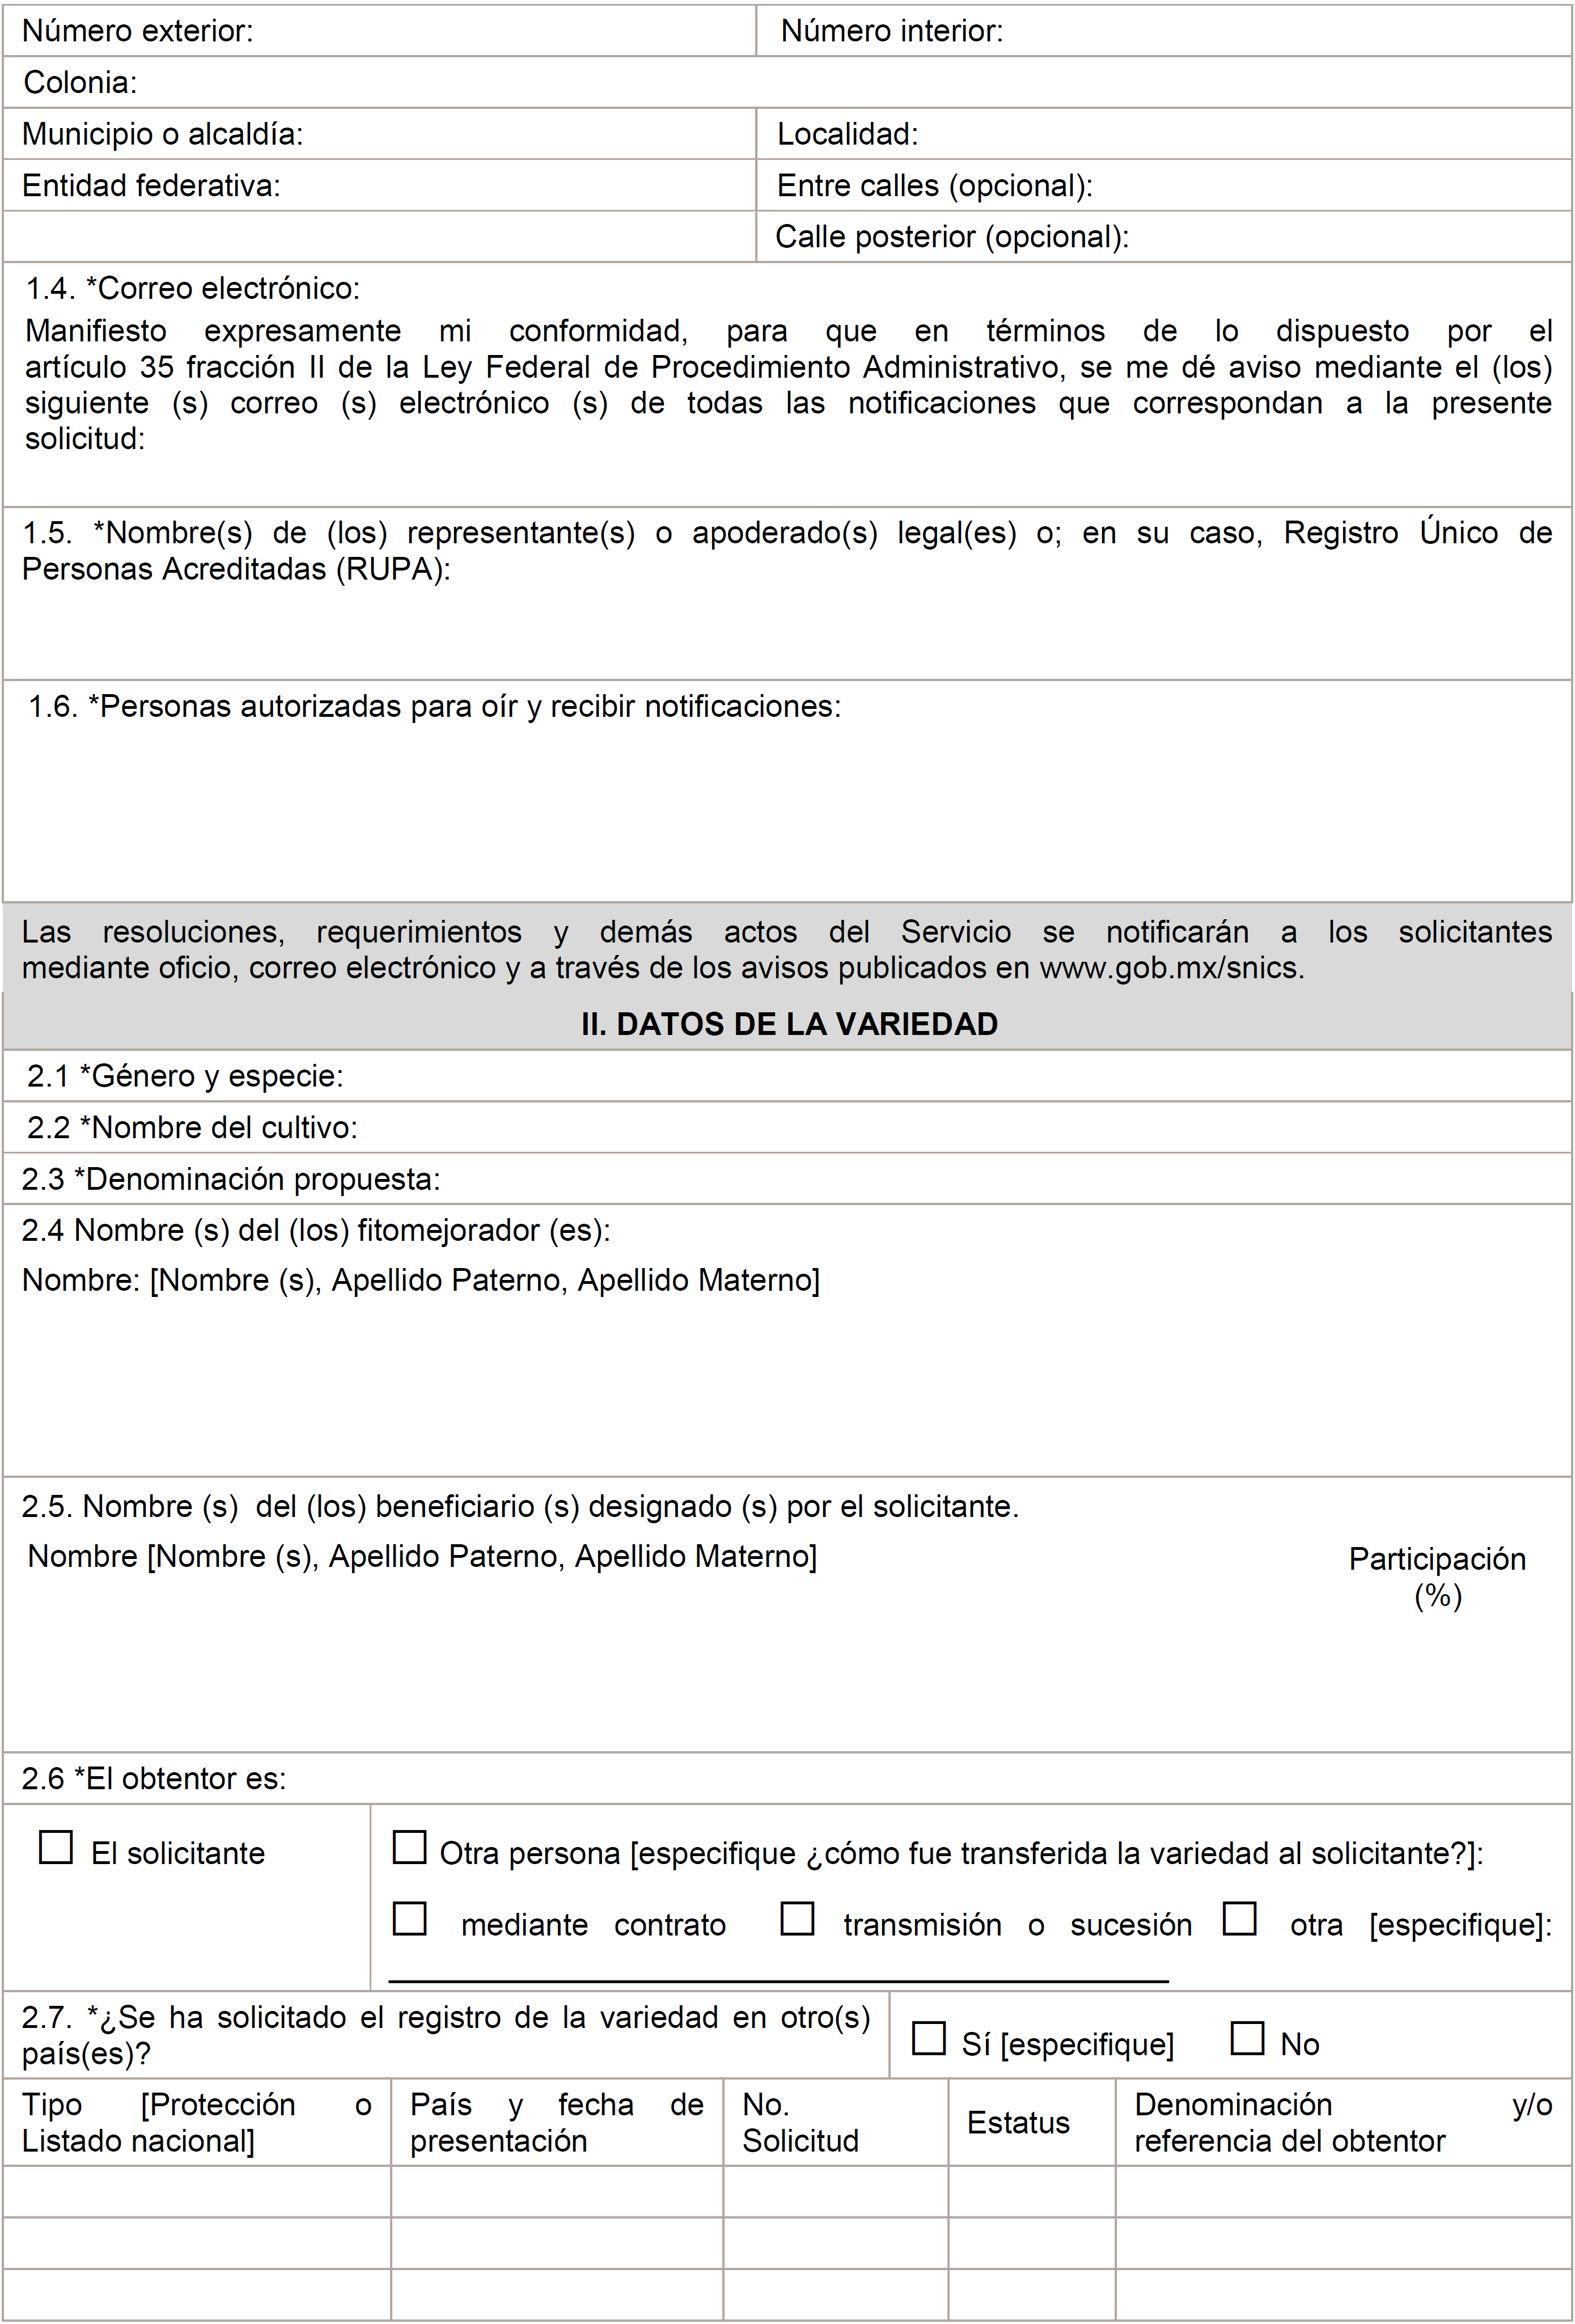 Número exterior:
Número interior:
Colonia:
Municipio o alcaldía:
Localidad:
Entidad federativa:
Entre calles (opcional):
Calle posterior (opcional):
1.4. *Correo electrónico:
Manifiesto expresamente mi conformidad, para que en términos de lo dispuesto por el
artículo 35 fracción II de la Ley Federal de Procedimiento Administrativo, se me dé aviso mediante el (los)
siguiente (s) correo (s) electrónico (s) de todas las notificaciones que correspondan a la presente
solicitud:
1.5. *Nombre(s) de (los) representante(s) o apoderado(s) legal(es) o; en su caso, Registro Único de
Personas Acreditadas (RUPA):
1.6. *Personas autorizadas para oír y recibir notificaciones:
Las resoluciones, requerimientos y demás actos del Servicio se notificarán a los solicitantes
mediante oficio, correo electrónico y a través de los avisos publicados en www.gob.mx/snics.
II. DATOS DE LA VARIEDAD
2.1 *Género y especie:
2.2 *Nombre del cultivo:
2.3 *Denominación propuesta:
2.4 Nombre (s) del (los) fitomejorador (es):
Nombre: [Nombre (s), Apellido Paterno, Apellido Materno]
2.5. Nombre (s) del (los) beneficiario (s) designado (s) por el solicitante.
Nombre [Nombre (s), Apellido Paterno, Apellido Materno]
Participación
(%)
2.6 *El obtentor es:
☐ El solicitante
☐ Otra persona [especifique ¿cómo fue transferida la variedad al solicitante?]:
☐ mediante contrato ☐ transmisión o sucesión ☐ otra [especifique]:
2.7. *¿Se ha solicitado el registro de la variedad en otro(s)
país(es)?
☐ Sí [especifique] ☐ No
Tipo [Protección o
Listado nacional]
País y fecha de
presentación
No.
Solicitud
Estatus
Denominación y/o
referencia del obtentor